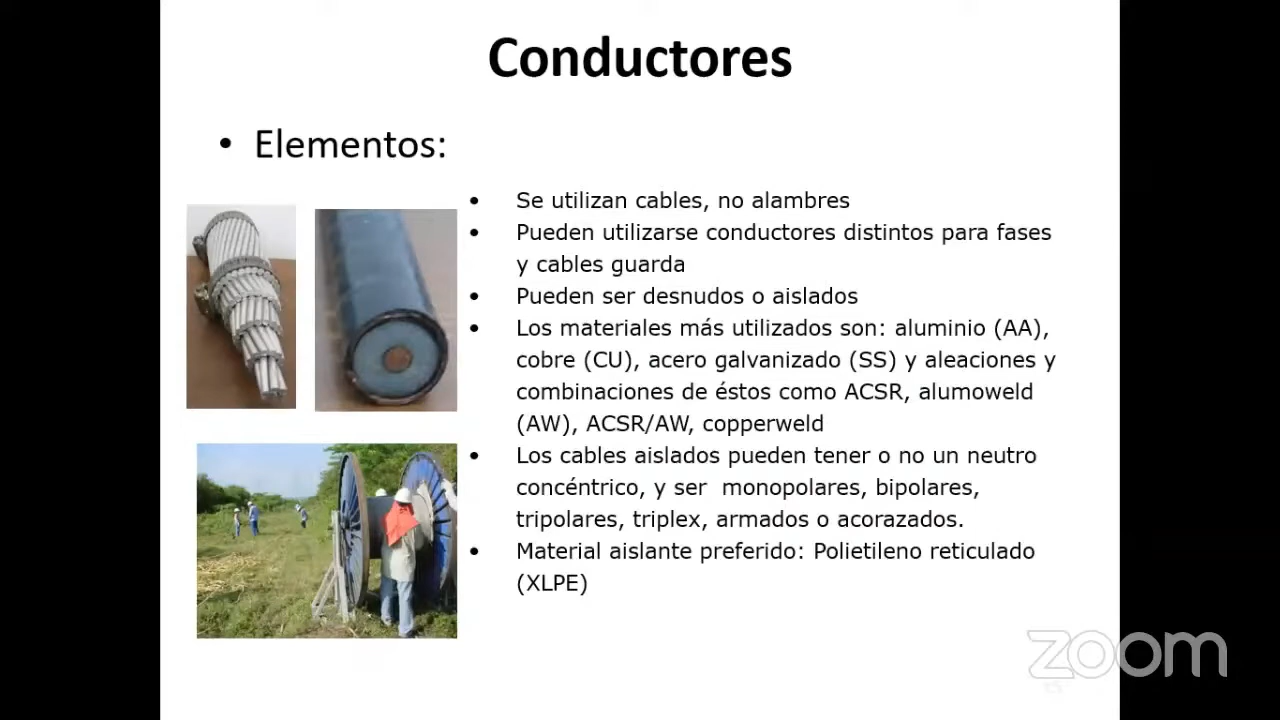 Conductores
• Elementos:
• Se utilizan cables, no alambres
• Pueden utilizarse conductores distintos para fases
y cables guarda
• Pueden ser desnudos o aislados
• Los materiales más utilizados son: aluminio (AA),
cobre (CU), acero galvanizado (SS) y aleaciones y
combinaciones de éstos como ACSR, alumoweld
(AW), ACSR/AW, copperweld
• Los cables aislados pueden tener o no un neutro
concéntrico, y ser  monopolares, bipolares,
tripolares, triplex, armados o acorazados.
• Material aislante preferido: Polietileno reticulado
(XLPE)
zoom